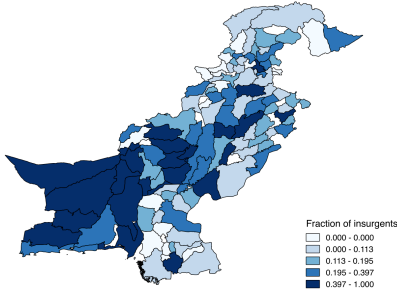 Fraction of insurgents
0.000 - 0.000
0.000 - 0.113
0.113 - 0.195
0.195 - 0.397
0.397 - 1.000